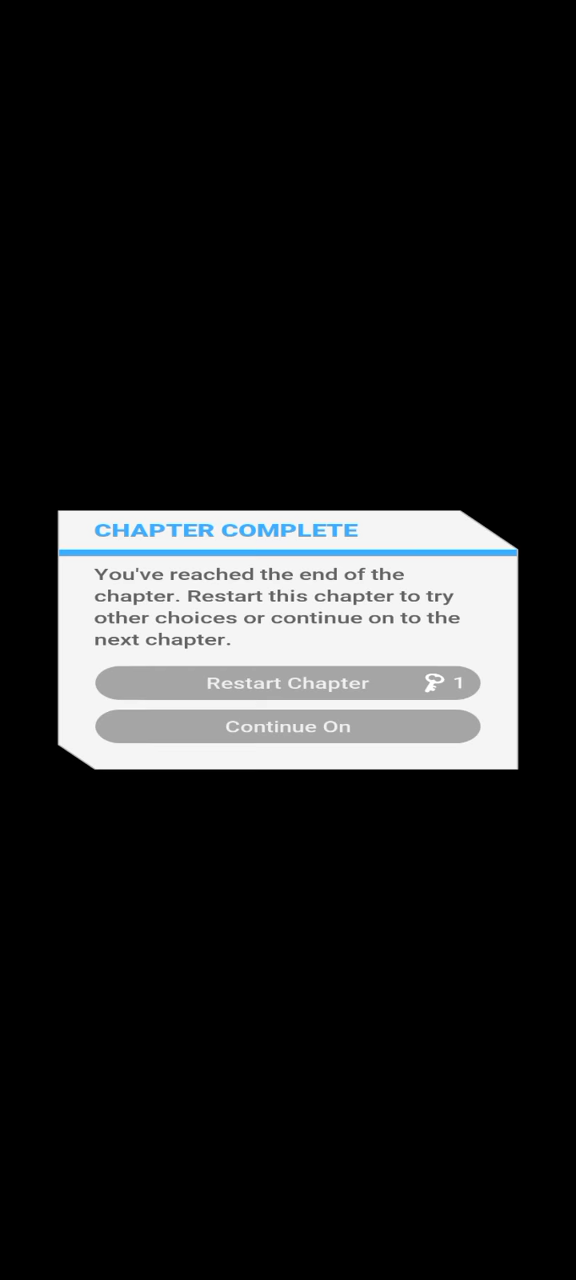 CHAPTER COMPLETE
You've reached the end of the
chapter. Restart this chapter to try
other choices or continue on to the
next chapter.
Restart Chapter 1
Continue On